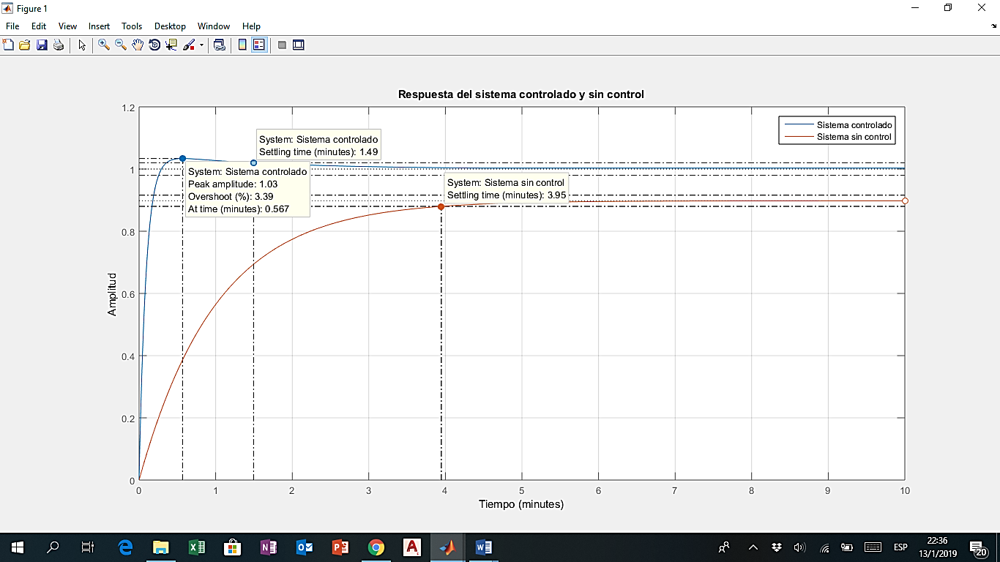 Figure 1
File Edit View Insert Tools Desktop Window Help
Respuesta del sistema controlado y sin control
Sistema controlado
Sistema sin control
System: Sistema controlado
Settling time (minutes): 1.49
System: Sistema controlado
Peak amplitude: 1.03
Overshoot (%): 3.39
At time (minutes): 0.567
System: Sistema sin control
Settling time (minutes): 3.95
1.2
1
0.8
0.6
0.4
0.2
0
Amplitud
0 1 2 3 4 5 6 7 8 9 10
Tiempo (minutes)
ESP
22:36
13/1/2019
20